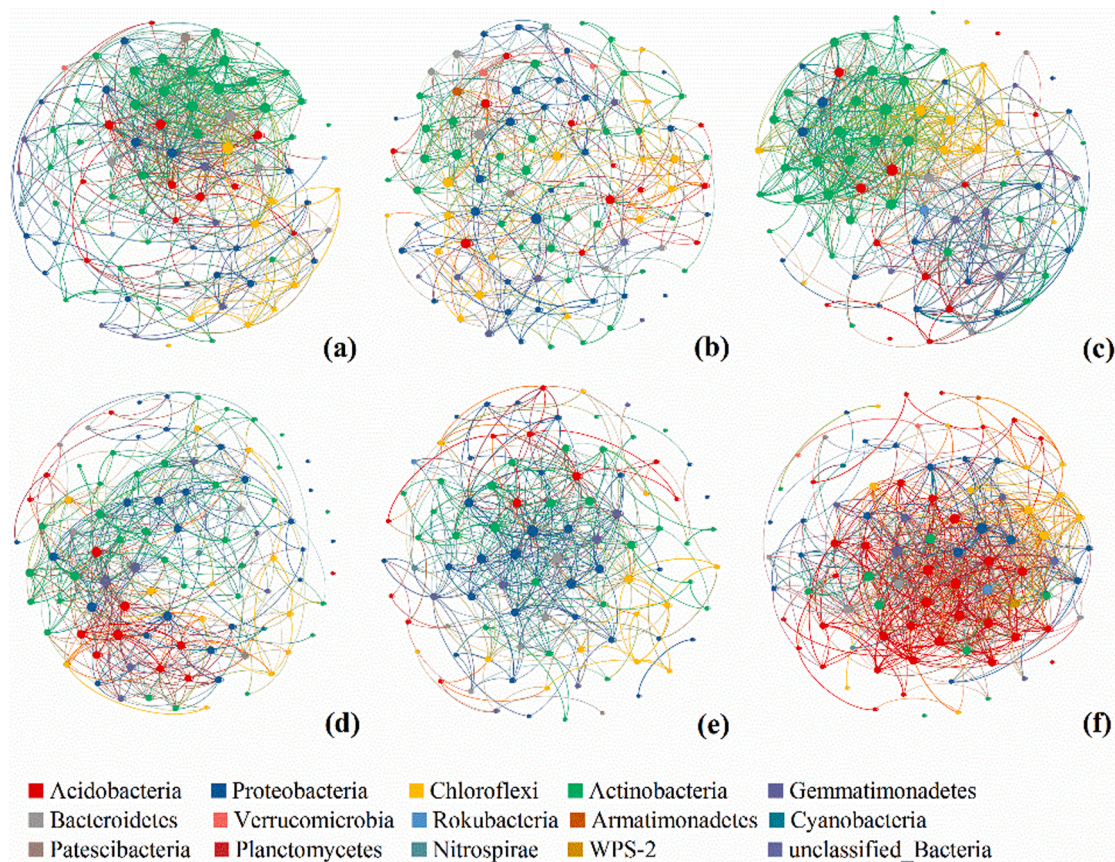 (a) (b) (c)
(d) (e) (f)
Acidobacteria Proteobacteria Chloroflexi Actinobacteria Gemmatimonadetes
Bacteroidetes Verrucomicrobia Rokubacteria Armatimonadetes Cyanobacteria
Patescibacteria Planctomycetes Nitrospirae WPS-2 unclassified_Bacteria